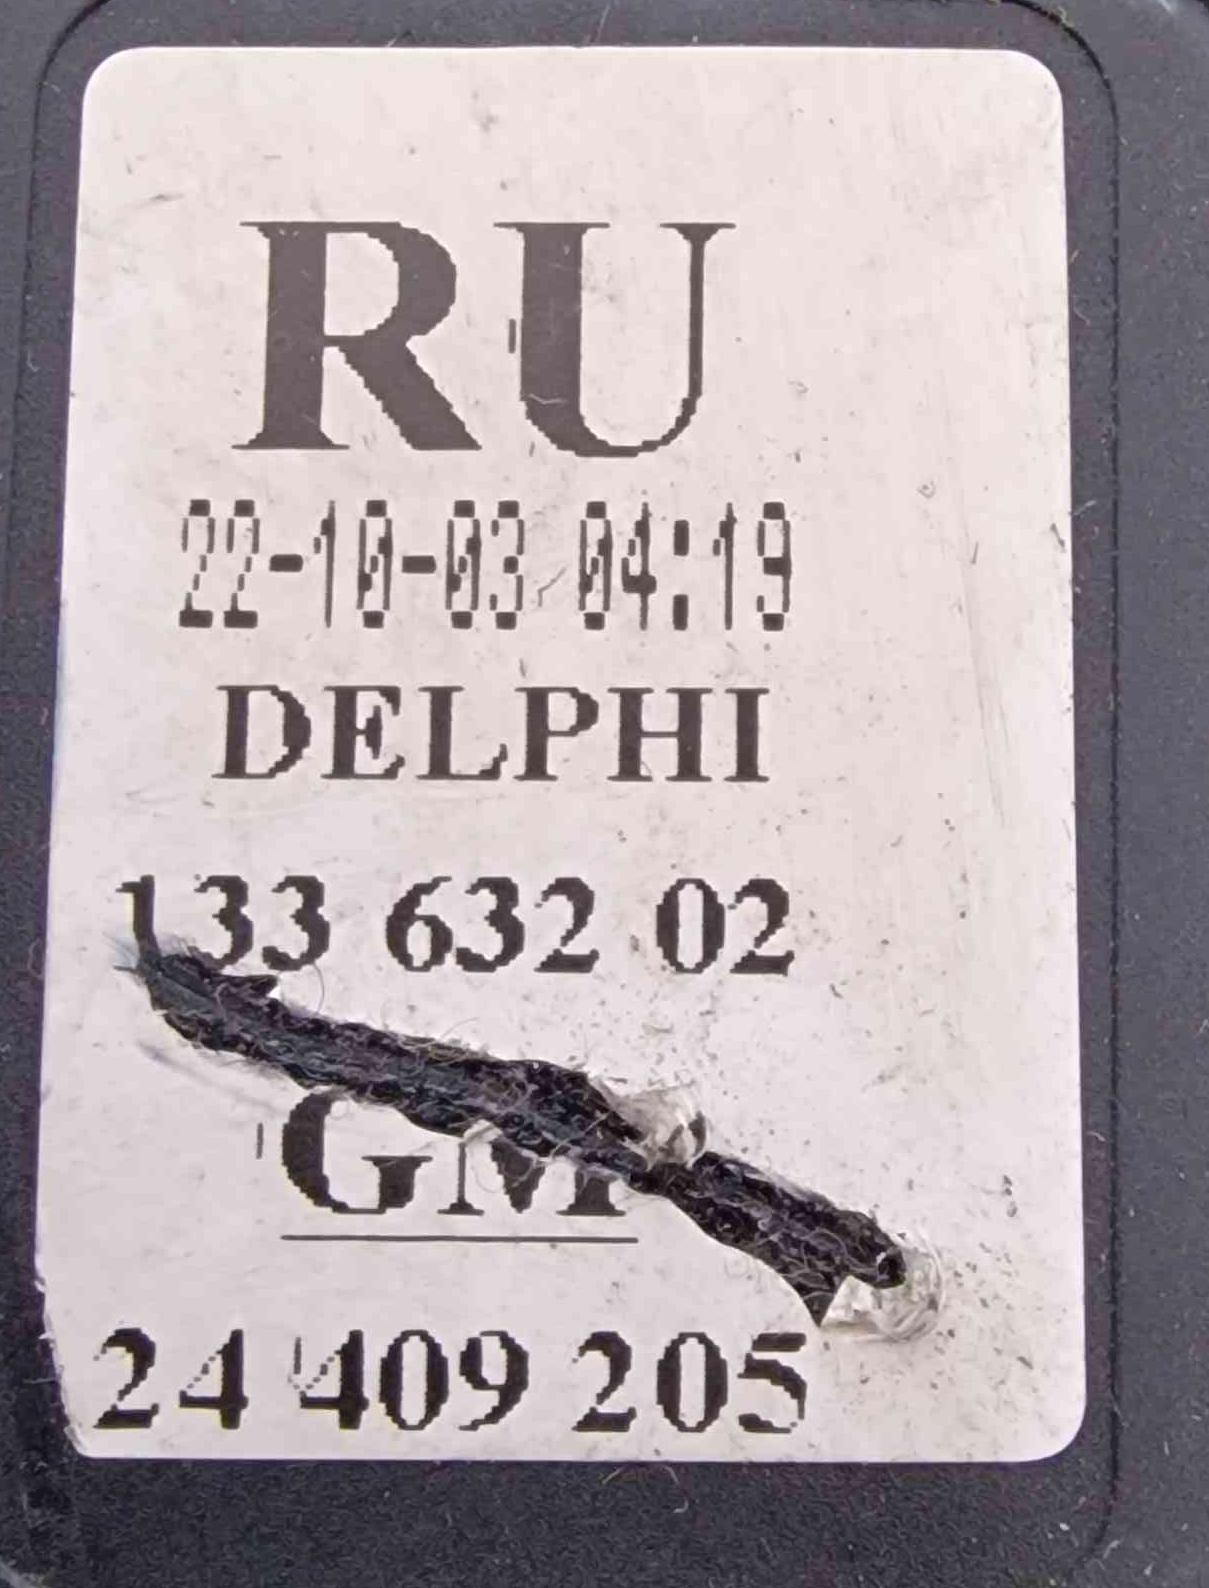 RU
22-10-03 04:19
DELPHI
133 632 02
GM
24 409 205